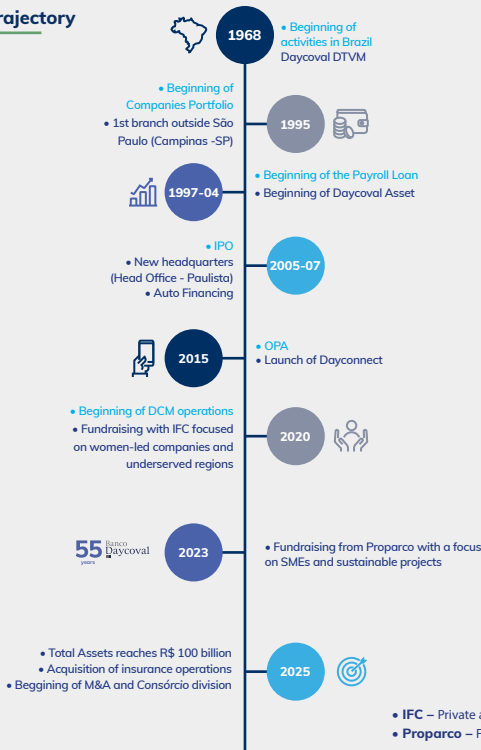 rajectory
1968
• Beginning of
activities in Brazil
Daycoval DTVM
• Beginning of
Companies Portfolio
• 1st branch outside São
Paulo (Campinas -SP)
1995
1997-04
• Beginning of the Payroll Loan
• Beginning of Daycoval Asset
• IPO
• New headquarters
(Head Office - Paulista)
• Auto Financing
2005-07
2015
• OPA
• Launch of Dayconnect
• Beginning of DCM operations
• Fundraising with IFC focused
on women-led companies and
underserved regions
2020
55 years Banco Daycoval
2023
• Fundraising from Proparco with a focus
on SMEs and sustainable projects
• Total Assets reaches R$ 100 billion
• Acquisition of insurance operations
• Beggining of M&A and Consórcio division
2025
• IFC – Private
• Proparco –